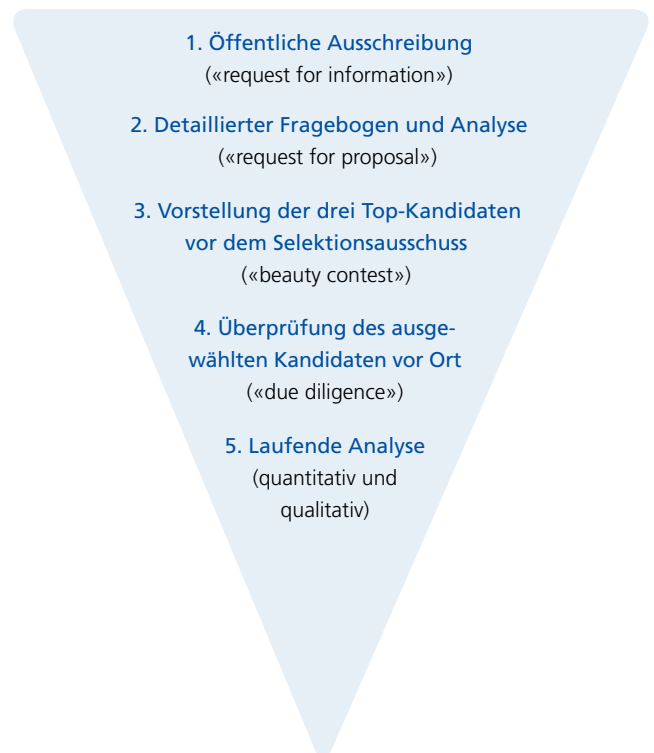 1. Öffentliche Ausschreibung
(«request for information»)
2. Detaillierter Fragebogen und Analyse
(«request for proposal»)
3. Vorstellung der drei Top-Kandidaten
vor dem Selektionsausschuss
(«beauty contest»)
4. Überprüfung des ausge-
wählten Kandidaten vor Ort
(«due diligence»)
5. Laufende Analyse
(quantitativ und
qualitativ)